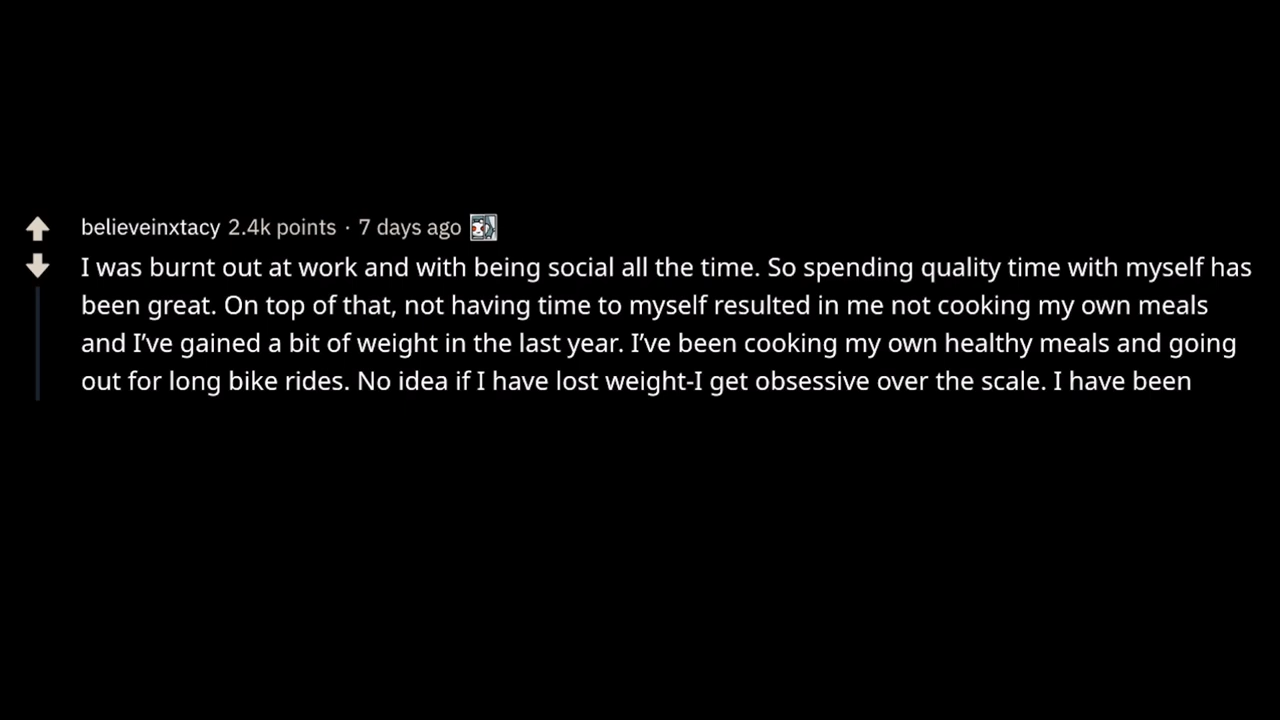 believeinxtacy 2.4k points · 7 days ago
I was burnt out at work and with being social all the time. So spending quality time with myself has
been great. On top of that, not having time to myself resulted in me not cooking my own meals
and I’ve gained a bit of weight in the last year. I’ve been cooking my own healthy meals and going
out for long bike rides. No idea if I have lost weight-I get obsessive over the scale. I have been